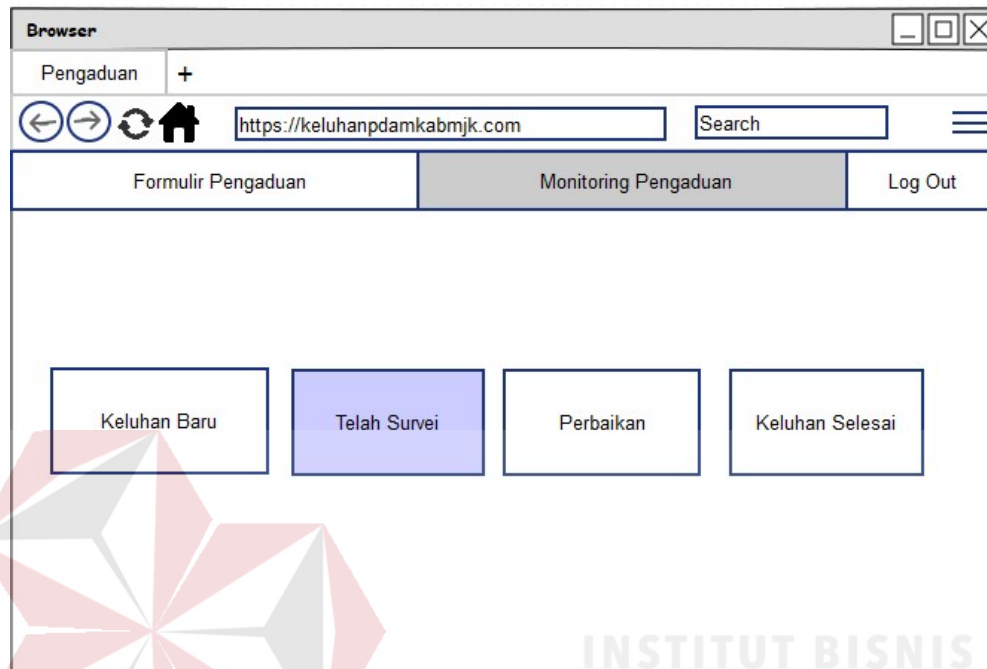 Browser
Pengaduan +
https://keluhanpdamkabmjk.com Search
Formulir Pengaduan Monitoring Pengaduan Log Out
Keluhan Baru Telah Survei Perbaikan Keluhan Selesai
INSTITUT BISNIS